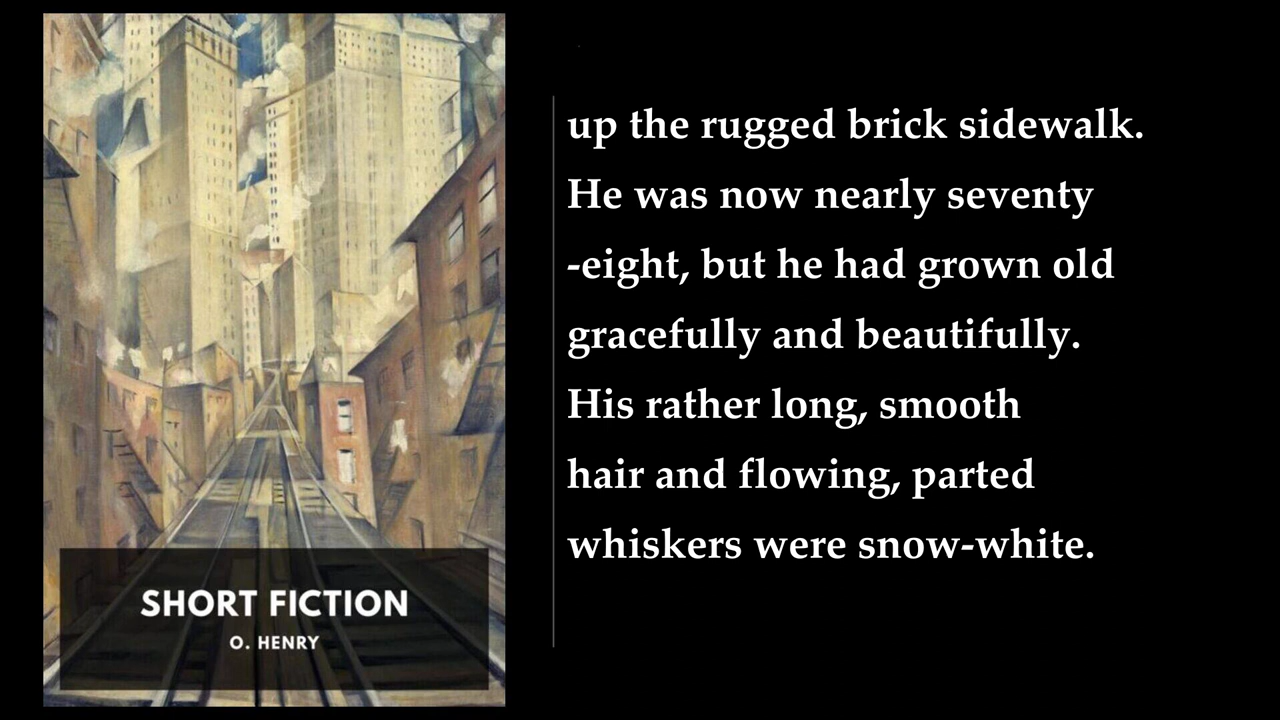 SHORT FICTION
O. HENRY
up the rugged brick sidewalk.
He was now nearly seventy
-eight, but he had grown old
gracefully and beautifully.
His rather long, smooth
hair and flowing, parted
whiskers were snow-white.